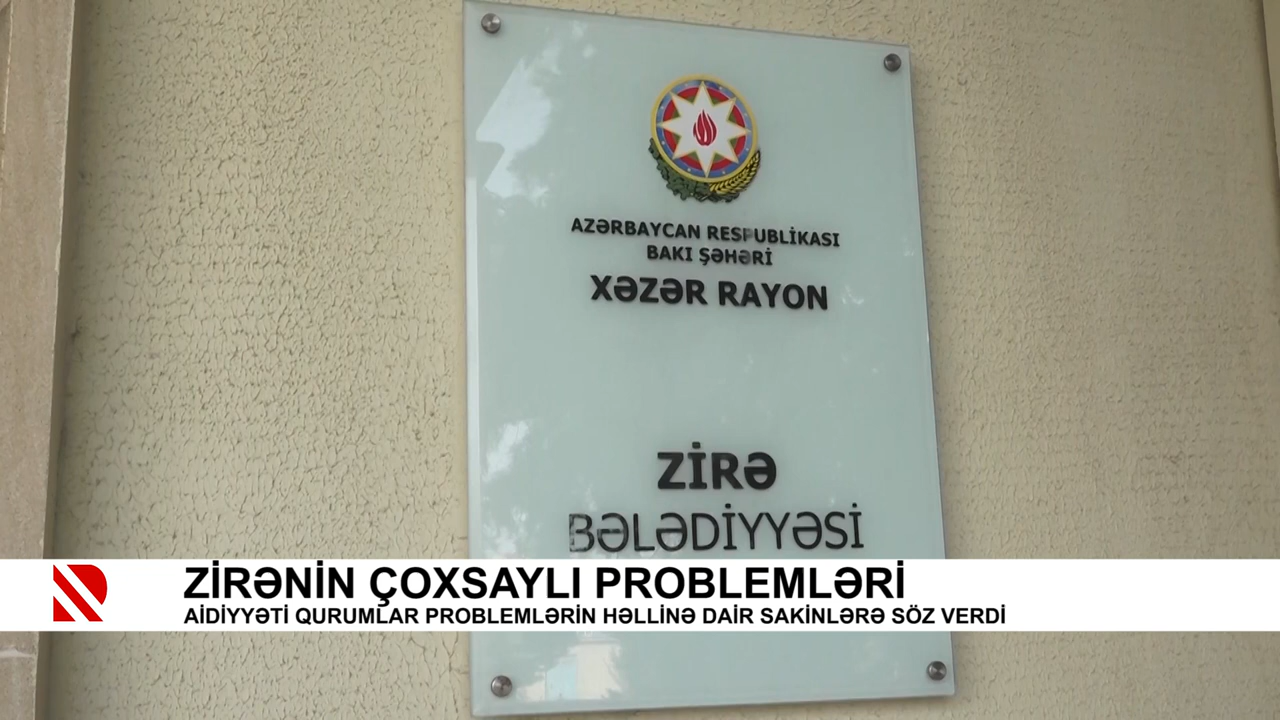 AZƏRBAYCAN RESPUBLİKASI
BAKI ŞƏHƏRİ
XƏZƏR RAYON
ZİRƏ
BƏLƏDİYYƏSİ
ZİRƏNİN ÇOXSAYLI PROBLEMLƏRİ
AİDİYYƏTİ QURUMLAR PROBLEMLƏRİN HƏLLİNƏ DAİR SAKİNLƏRƏ SÖZ VERDİ